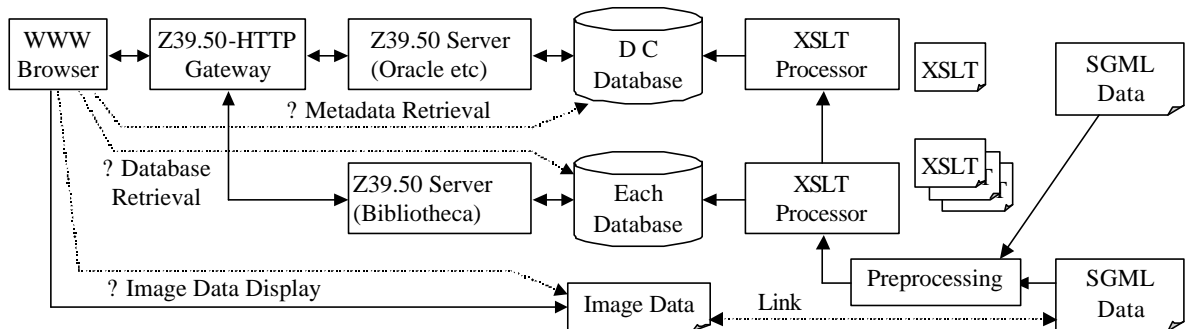 WWW
Browser
Z39.50-HTTP
Gateway
Z39.50 Server
(Oracle etc)
D C
Database
XSLT
Processor
XSLT
SGML
Data
? Metadata Retrieval
? Database
Retrieval
Z39.50 Server
(Bibliotheca)
Each
Database
XSLT
Processor
XSLT
T
T
Preprocessing
SGML
Data
? Image Data Display
Image Data
Link